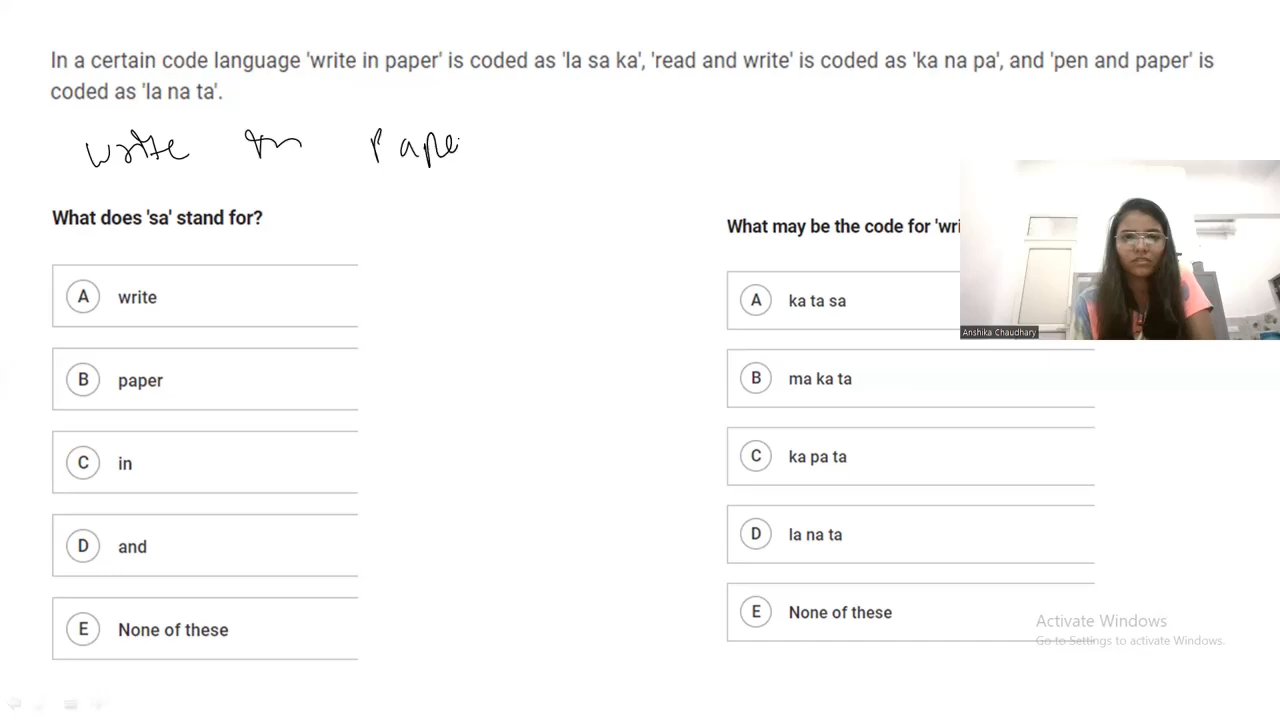 In a certain code language 'write in paper' is coded as 'la sa ka', 'read and write' is coded as 'ka na pa', and 'pen and paper' is
coded as 'la na ta'.
write in Pape
What does 'sa' stand for?
A write
B paper
C in
D and
E None of these
What may be the code for 'wri
A ka ta sa
B ma ka ta
C ka pa ta
D la na ta
E None of these
Anshika Chaudhary
Activate Windows
Go to Settings to activate Windows.